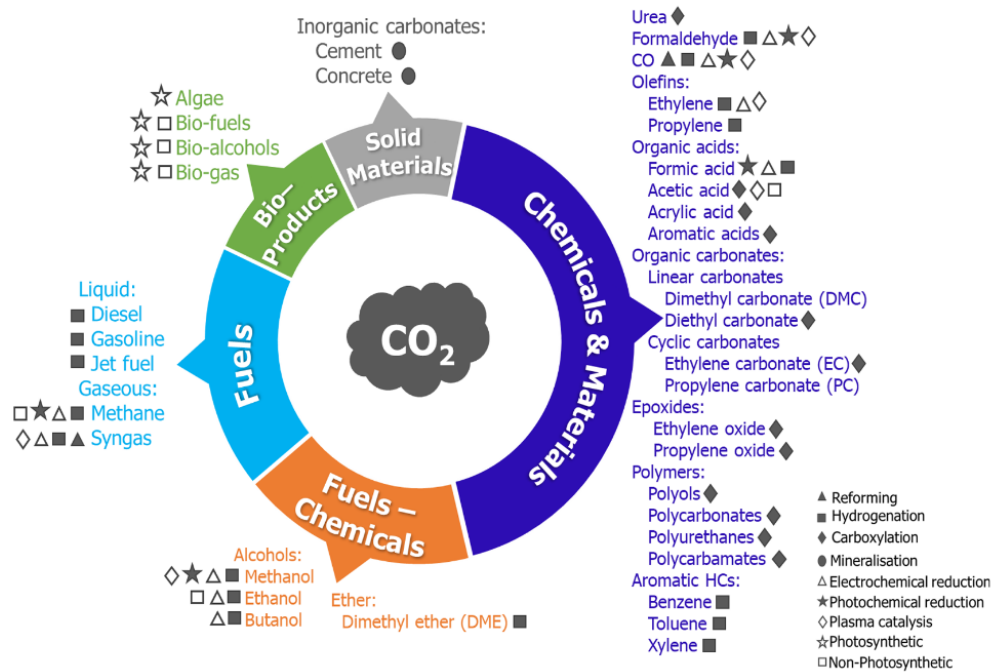 Inorganic carbonates:
Cement
Concrete
Algae
Bio-fuels
Bio-alcohols
Bio-gas
Solid
Materials
Bio–
Products
Liquid:
Diesel
Gasoline
Jet fuel
Gaseous:
Methane
Syngas
Fuels
CO2
Chemicals & Materials
Fuels –
Chemicals
Alcohols:
Methanol
Ethanol
Butanol
Ether:
Dimethyl ether (DME)
Urea
Formaldehyde
CO
Olefins:
Ethylene
Propylene
Organic acids:
Formic acid
Acetic acid
Acrylic acid
Aromatic acids
Organic carbonates:
Linear carbonates
Dimethyl carbonate (DMC)
Diethyl carbonate
Cyclic carbonates
Ethylene carbonate (EC)
Propylene carbonate (PC)
Epoxides:
Ethylene oxide
Propylene oxide
Polymers:
Polyols
Polycarbonates
Polyurethanes
Polycarbamates
Aromatic HCs:
Benzene
Toluene
Xylene
Reforming
Hydrogenation
Carboxylation
Mineralisation
Electrochemical reduction
Photochemical reduction
Plasma catalysis
Photosynthetic
Non-Photosynthetic